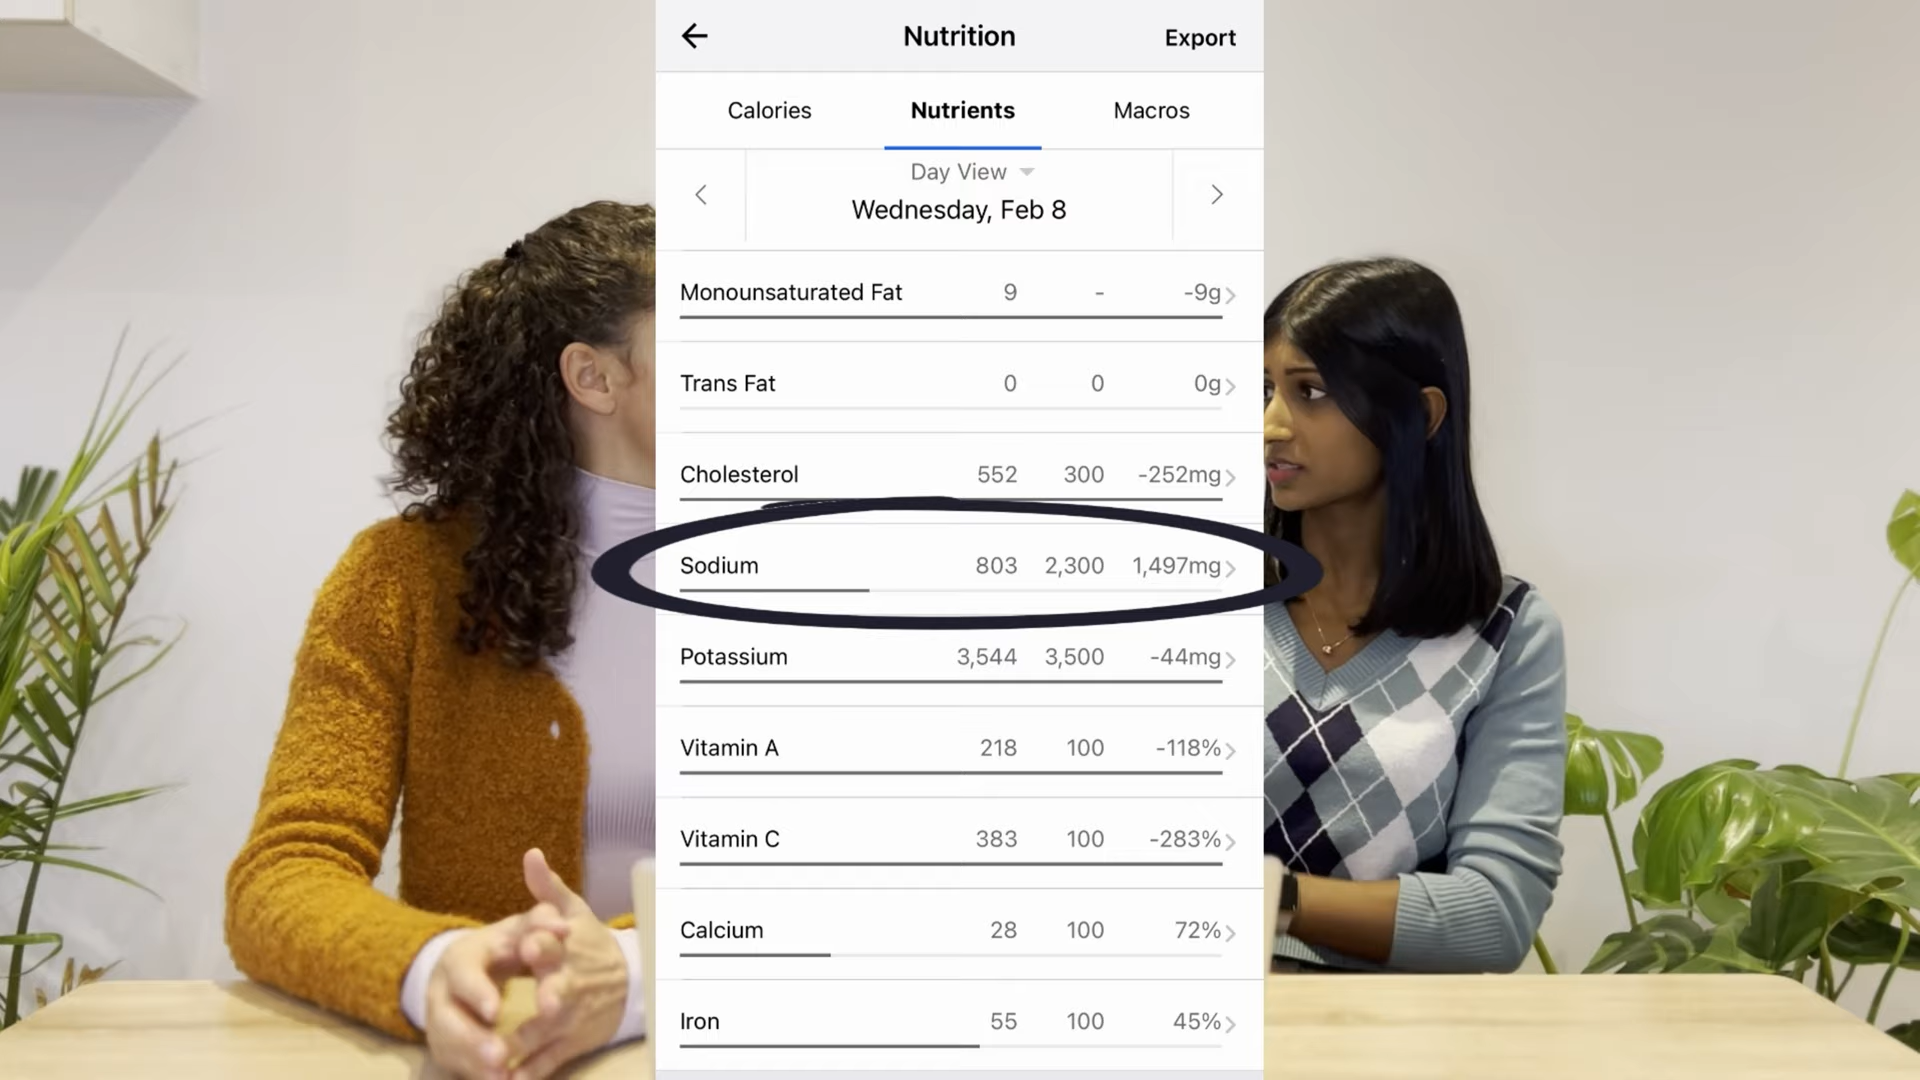 Nutrition Export
Calories Nutrients Macros
Day View
Wednesday, Feb 8
Monounsaturated Fat 9 - -9g
Trans Fat 0 0 0g
Cholesterol 552 300 -252mg
Sodium 803 2,300 1,497mg
Potassium 3,544 3,500 -44mg
Vitamin A 218 100 -118%
Vitamin C 383 100 -283%
Calcium 28 100 72%
Iron 55 100 45%